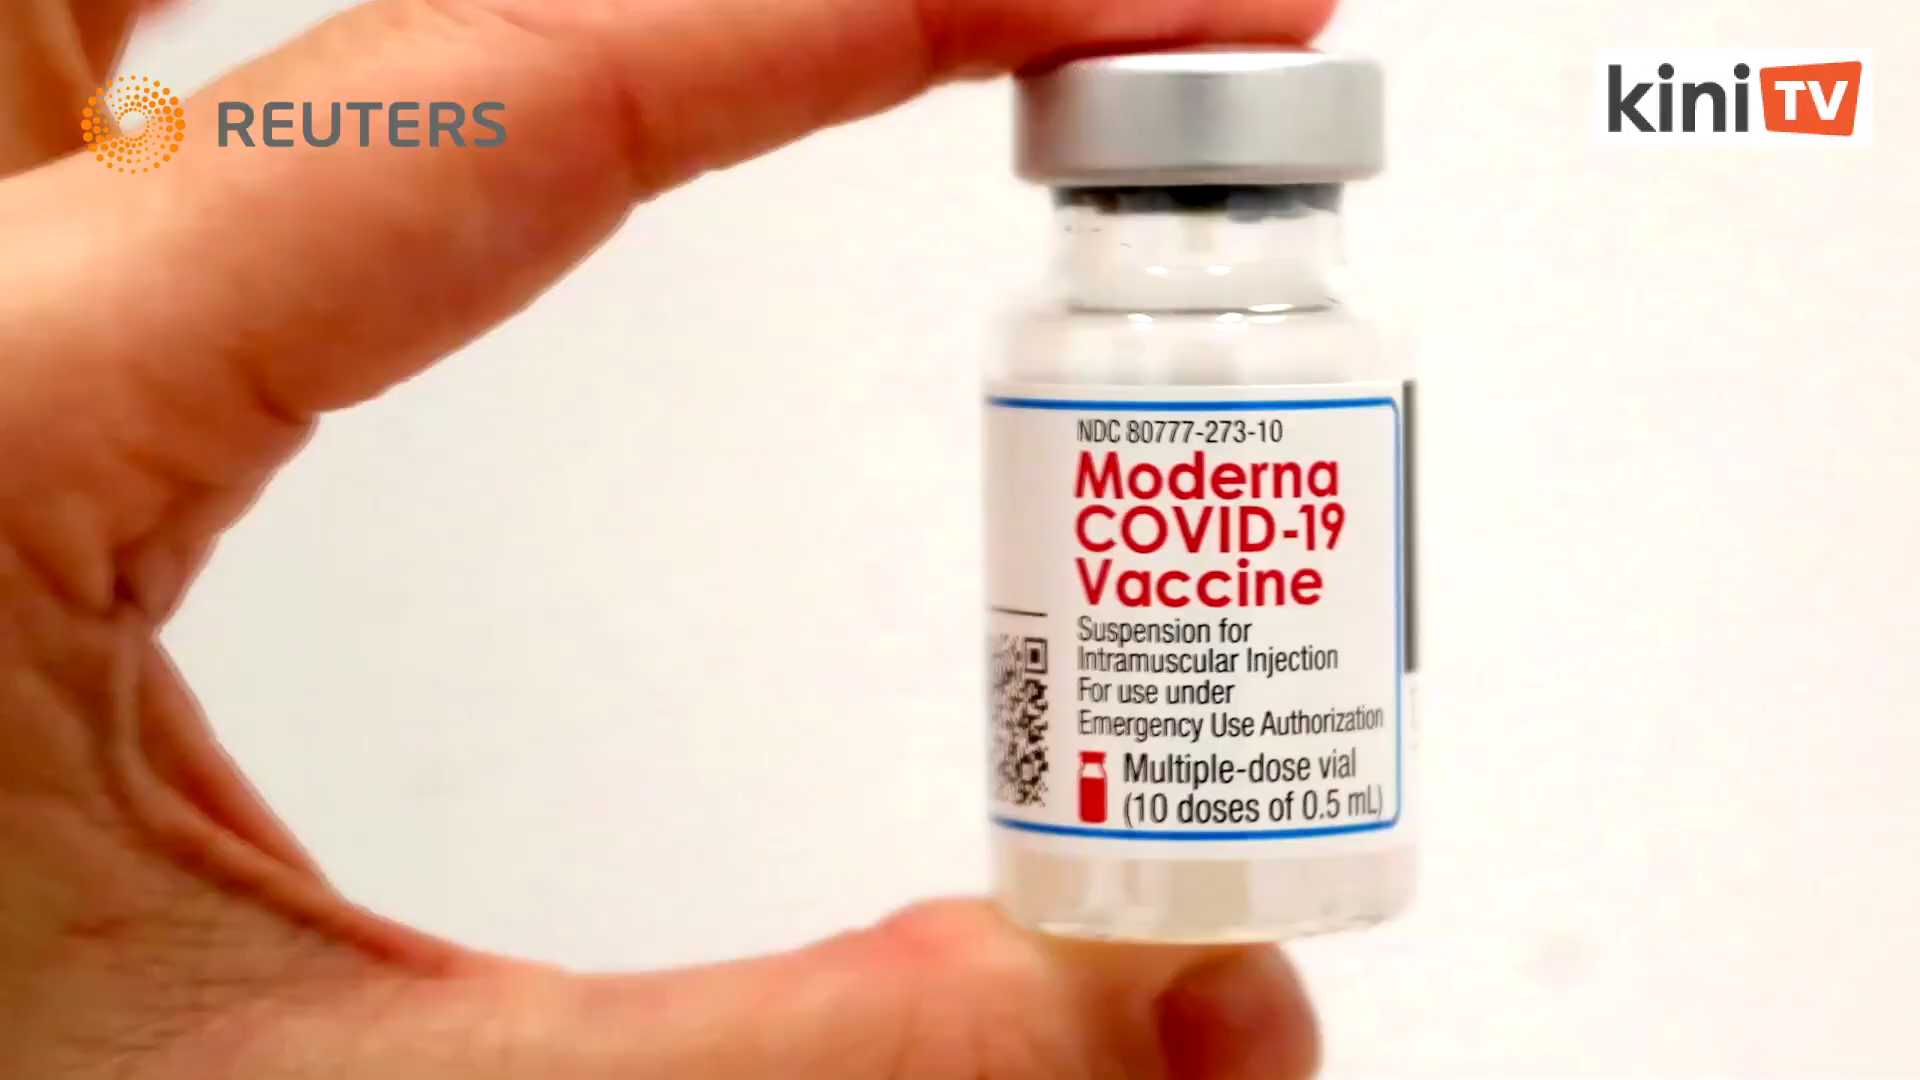 REUTERS
kini TV
NDC 80777-273-10
Moderna
COVID-19
Vaccine
Suspension for
Intramuscular Injection
For use under
Emergency Use Authorization
Multiple-dose vial
(10 doses of 0.5 mL)